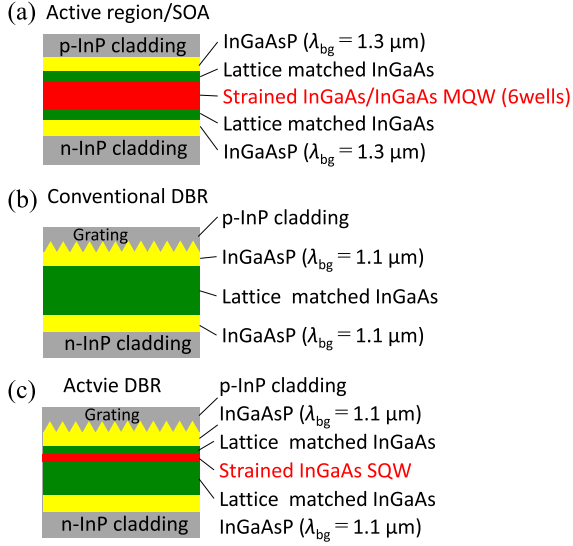 (a) Active region/SOA
p-InP cladding
InGaAsP (λbg = 1.3 μm)
Lattice matched InGaAs
Strained InGaAs/InGaAs MQW (6wells)
Lattice matched InGaAs
n-InP cladding
InGaAsP (λbg = 1.3 μm)
(b) Conventional DBR
p-InP cladding
Grating
InGaAsP (λbg = 1.1 μm)
Lattice matched InGaAs
InGaAsP (λbg = 1.1 μm)
n-InP cladding
(c) Actvie DBR
p-InP cladding
Grating
InGaAsP (λbg = 1.1 μm)
Lattice matched InGaAs
Strained InGaAs SQW
Lattice matched InGaAs
n-InP cladding
InGaAsP (λbg = 1.1 μm)